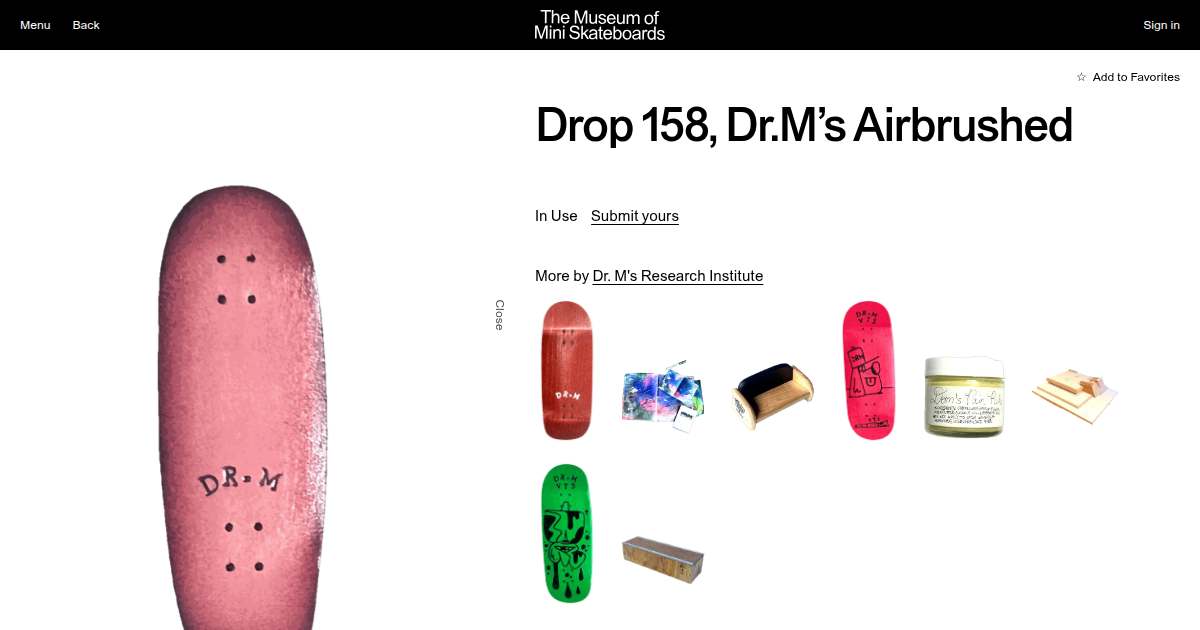 Menu Back
The Museum of
Mini Skateboards
Sign in
☆ Add to Favorites
Drop 158, Dr.M’s Airbrushed
In Use Submit yours
More by Dr. M's Research Institute
Close
DR•M
DR•M
DR•M
VTS
DR•M
VTS